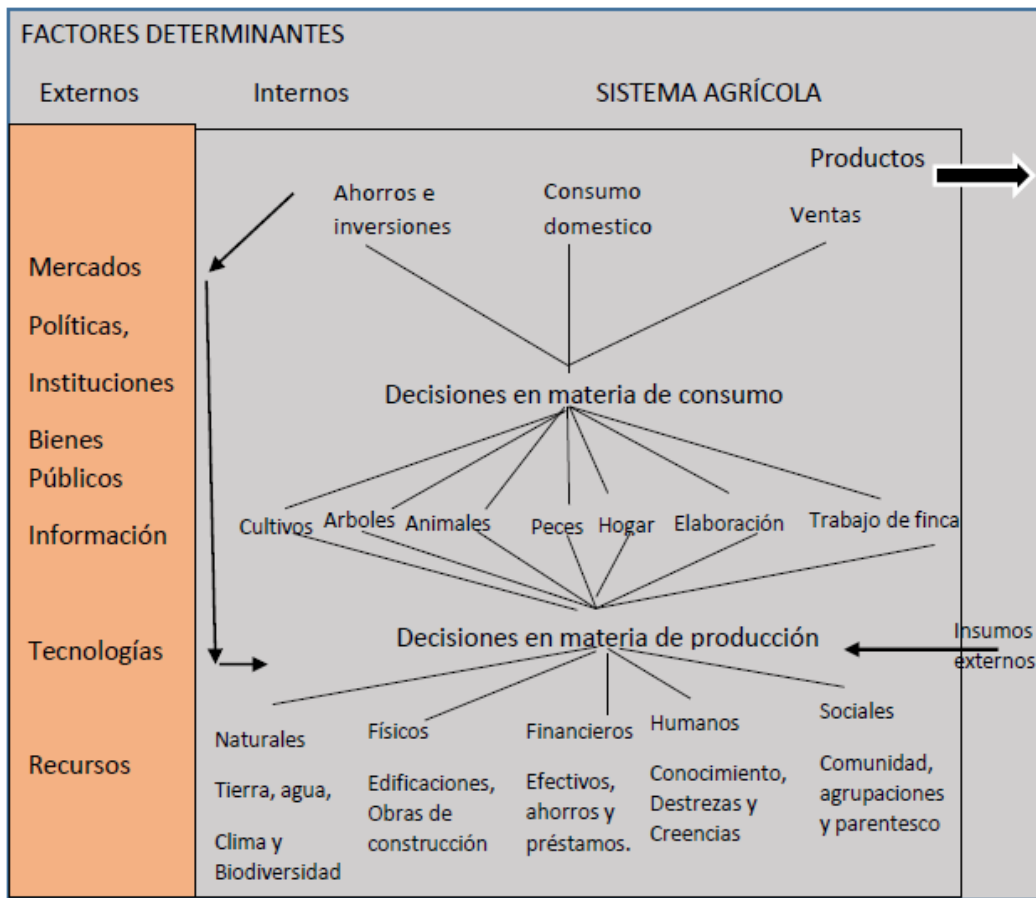 FACTORES DETERMINANTES
Externos
Internos
SISTEMA AGRÍCOLA
Productos
Ahorros e
inversiones
Consumo
domestico
Ventas
Mercados
Políticas,
Instituciones
Bienes
Públicos
Información
Tecnologías
Recursos
Decisiones en materia de consumo
Cultivos
Arboles
Animales
Peces
Hogar
Elaboración
Trabajo de finca
Decisiones en materia de producción
Insumos
externos
Naturales
Tierra, agua,
Clima y
Biodiversidad
Físicos
Edificaciones,
Obras de
construcción
Financieros
Efectivos,
ahorros y
préstamos.
Humanos
Conocimiento,
Destrezas y
Creencias
Sociales
Comunidad,
agrupaciones
y parentesco